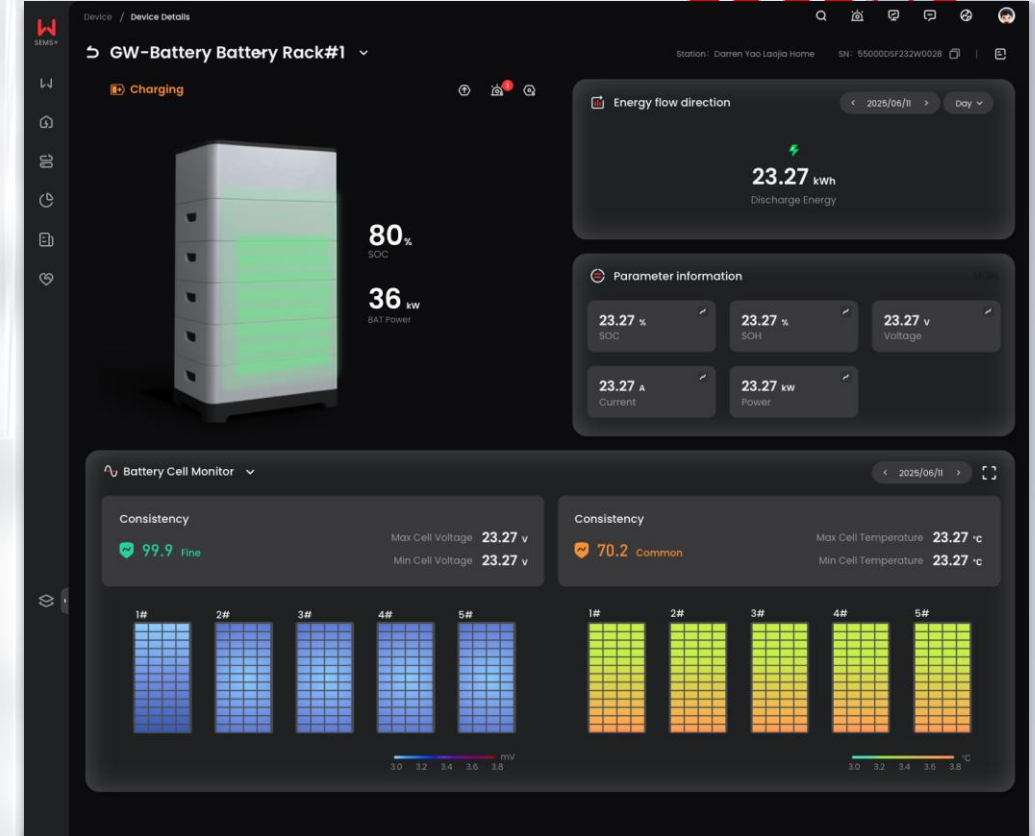 SEMS+
Device / Device Details
GW-Battery Battery Rack#1
Station: Darren Yao Laojia Home SN: 55000DSF232W0028
Charging
1
80%
SOC
36 kW
BAT Power
Energy flow direction
2025/06/11
Day
23.27 kWh
Discharge Energy
Parameter information
23.27 %
SOC
23.27 %
SOH
23.27 V
Voltage
23.27 A
Current
23.27 kW
Power
Battery Cell Monitor
2025/06/11
Consistency
99.9 Fine
Max Cell Voltage 23.27 V
Min Cell Voltage 23.27 V
Consistency
70.2 Common
Max Cell Temperature 23.27 °C
Min Cell Temperature 23.27 °C
1# 2# 3# 4# 5#
1# 2# 3# 4# 5#
mV
3.0 3.2 3.4 3.6 3.8
°C
3.0 3.2 3.4 3.6 3.8